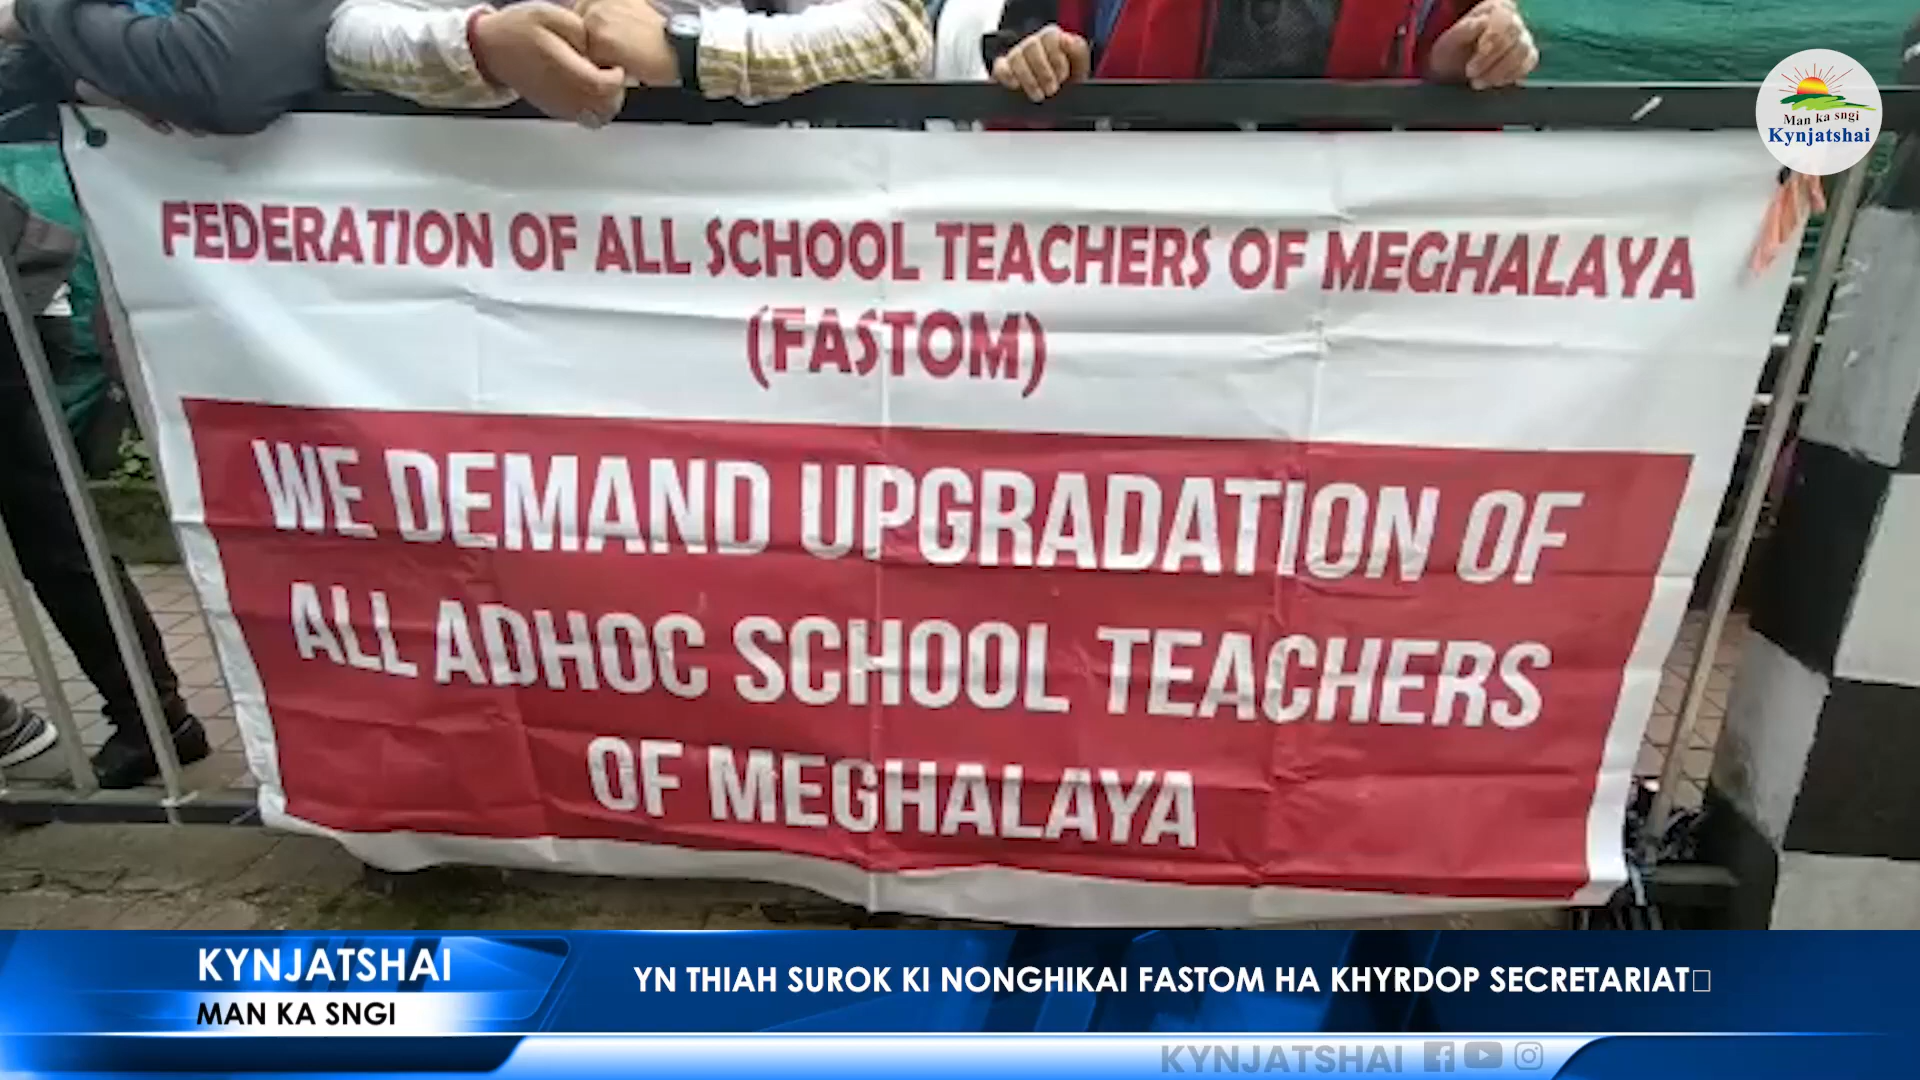 Man ka sngi
Kynjatshai
FEDERATION OF ALL SCHOOL TEACHERS OF MEGHALAYA
(FASTOM)
WE DEMAND UPGRADATION OF
ALL ADHOC SCHOOL TEACHERS
OF MEGHALAYA
KYNJATSHAI
MAN KA SNGI
YN THIAH SUROK KI NONGHIKAI FASTOM HA KHYRDOP SECRETARIAT
KYNJATSHAI